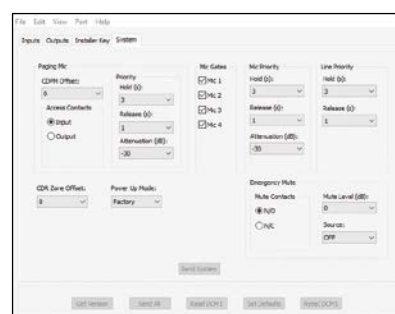 File Edit View Port Help
Inputs Outputs Installer Key System
Paging Mic
CDPM Offset:
0
Access Contacts
Input
Output
Priority
Hold (s):
3
Release (s):
1
Attenuation (dB):
-30
Mic Gates
Mic 1
Mic 2
Mic 3
Mic 4
Mic Priority
Hold (s):
3
Release (s):
1
Attenuation (dB):
-30
Line Priority
Hold (s):
3
Release (s):
1
CDR Zone Offset:
0
Power Up Mode:
Factory
Emergency Mute
Mute Contacts
N/O
N/C
Mute Level (dB):
0
Source:
OFF
Send System
Get Version Send All Read DCM1 Set Defaults Reset DCM1